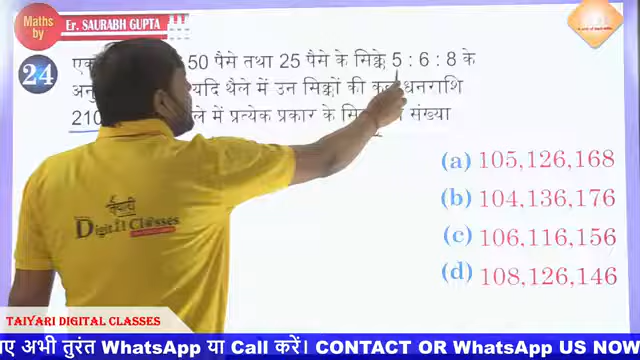 Maths
by
Er. SAURABH GUPTA
24
50 पैसे तथा 25 पैसे के सिक्के 5 : 6 : 8 के
यदि थैले में उन सिक्कों की धनराशि
210 में प्रत्येक प्रकार के संख्या
(a) 105,126,168
(b) 104,136,176
(c) 106,116,156
(d) 108,126,146
तैयारी
Digital Classes
TAIYARI DIGITAL CLASSES
अभी तुरंत WhatsApp या Call करें। CONTACT OR WhatsApp US NOW